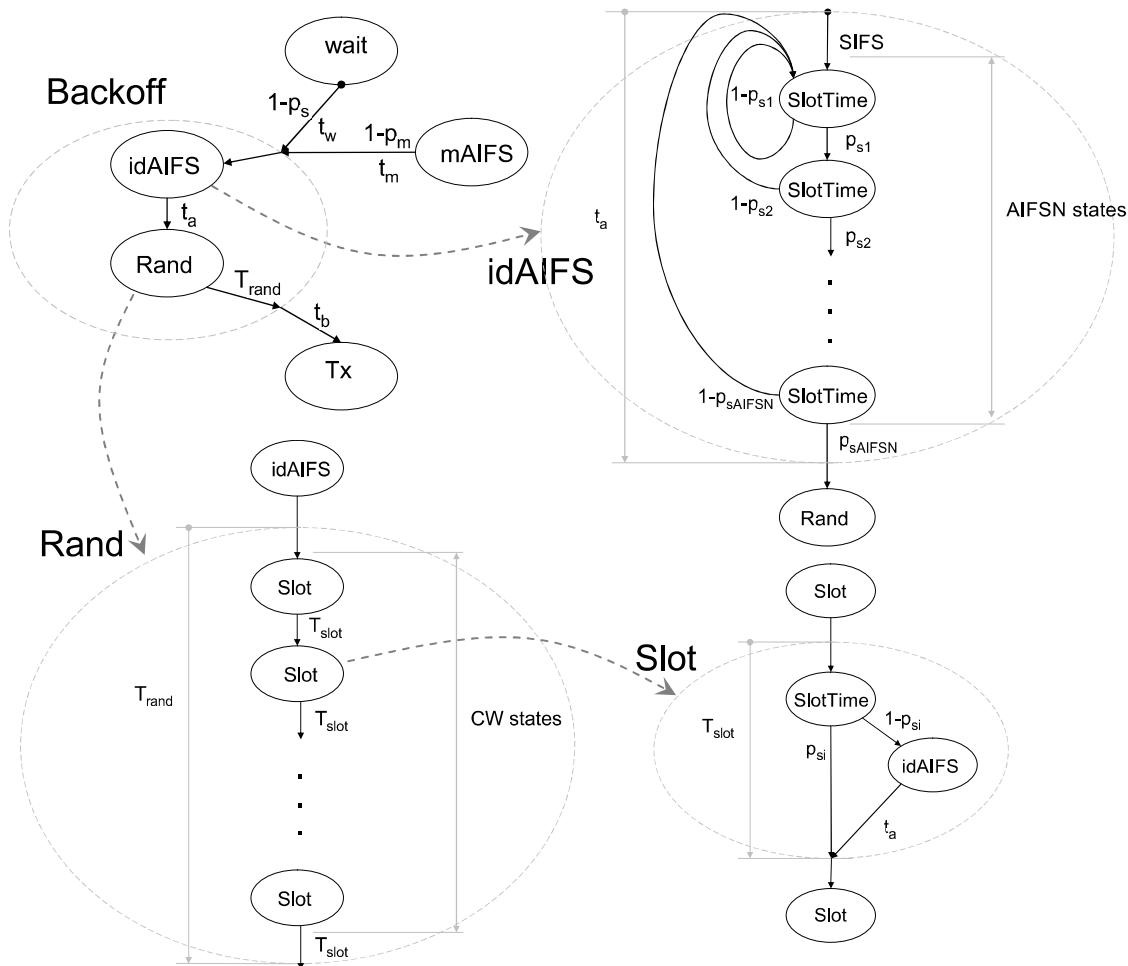 wait
Backoff
1-ps
tw
1-pm
tm
mAIFS
idAIFS
ta
Rand
Trand
tb
Tx
SIFS
SlotTime
1-ps1
ps1
SlotTime
1-ps2
ps2
AIFSN states
ta
idAIFS
.
.
.
SlotTime
1-psAIFSN
psAIFSN
Rand
idAIFS
Rand
Slot
Tslot
Slot
Tslot
Trand
CW states
.
.
.
Slot
Tslot
Slot
Slot
SlotTime
Tslot
1-psi
psi
idAIFS
ta
Slot